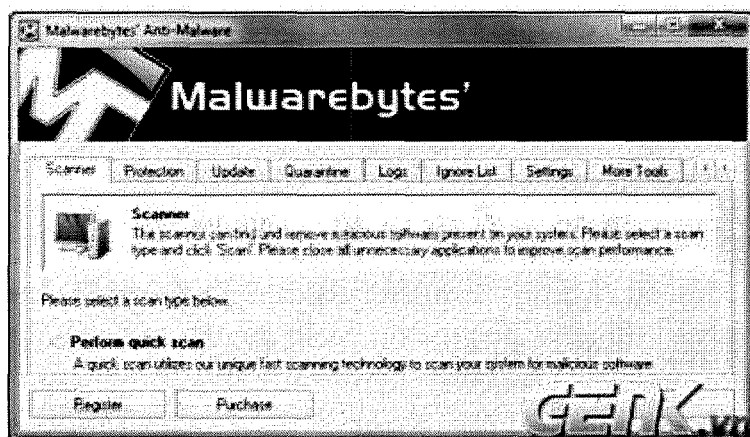 Malwarebytes' Anti-Malware
Malwarebytes'
Scanner Protection Update Quarantine Logs Ignore List Settings More Tools
Scanner
The scanner can find and remove malicious software present on your system. Please select a scan
type and click 'Scan'. Please close all unnecessary applications to improve scan performance.
Please select a scan type below.
Perform quick scan
A quick scan utilizes our unique fast scanning technology to scan your system for malicious software
Register Purchase
GENK.vn